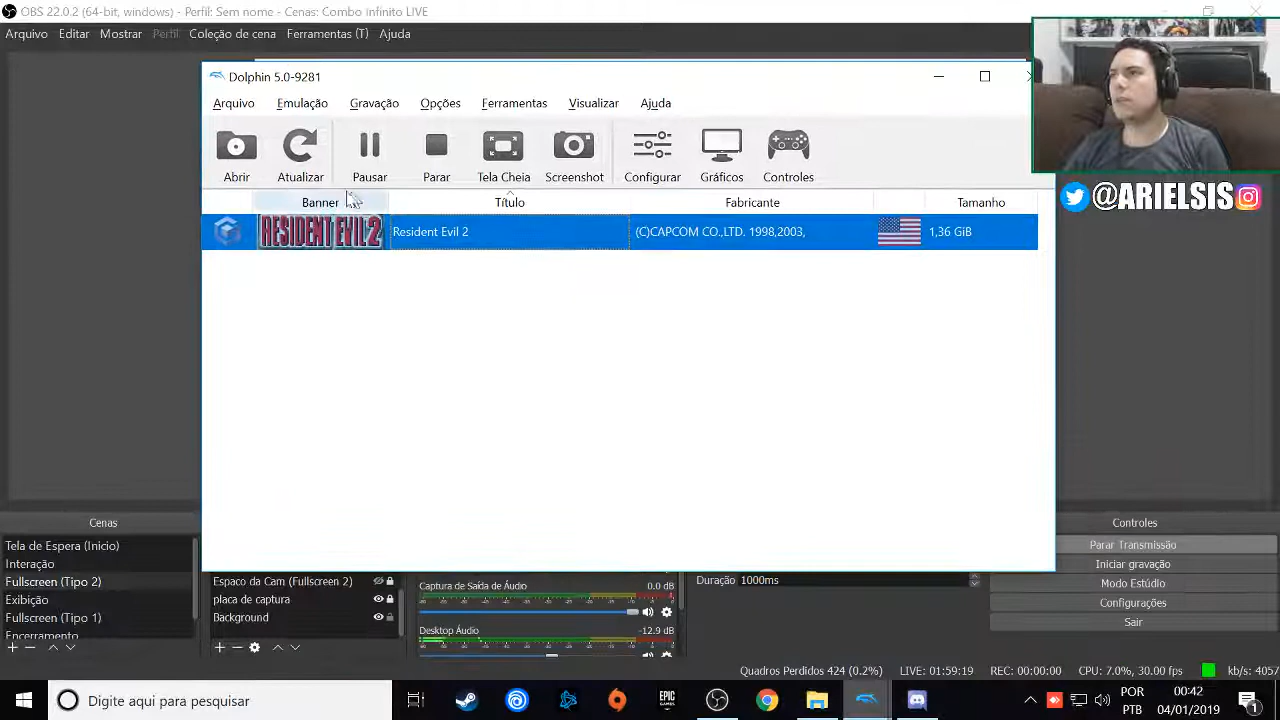 OBS 22.0.2 (64-bit, windows) - Perfil: Sem nome - Cenas: Combo Infinito LIVE
Arquivo Editar Mostrar Perfil Coleção de cena Ferramentas (T) Ajuda
Dolphin 5.0-9281
Arquivo Emulação Gravação Opções Ferramentas Visualizar Ajuda
Abrir Atualizar Pausar Parar Tela Cheia Screenshot Configurar Gráficos Controles
@ARIELSIS
Banner Título Fabricante Tamanho
RESIDENT EVIL 2 Resident Evil 2 (C)CAPCOM CO.,LTD. 1998,2003, 1,36 GiB
Cenas
Tela de Espera (Inicio)
Interação
Fullscreen (Tipo 2)
Exibição
Fullscreen (Tipo 1)
Encerramento
Espaco da Cam (Fullscreen 2)
placa de captura
Background
Captura de Saída de Áudio 0.0 dB
Desktop Áudio -12.9 dB
Duração 1000ms
Controles
Parar Transmissão
Iniciar gravação
Modo Estúdio
Configurações
Sair
Quadros Perdidos 424 (0.2%) LIVE: 01:59:19 REC: 00:00:00 CPU: 7.0%, 30.00 fps kb/s: 4057
Digite aqui para pesquisar
EPIC GAMES
POR
PTB
00:42
04/01/2019
1